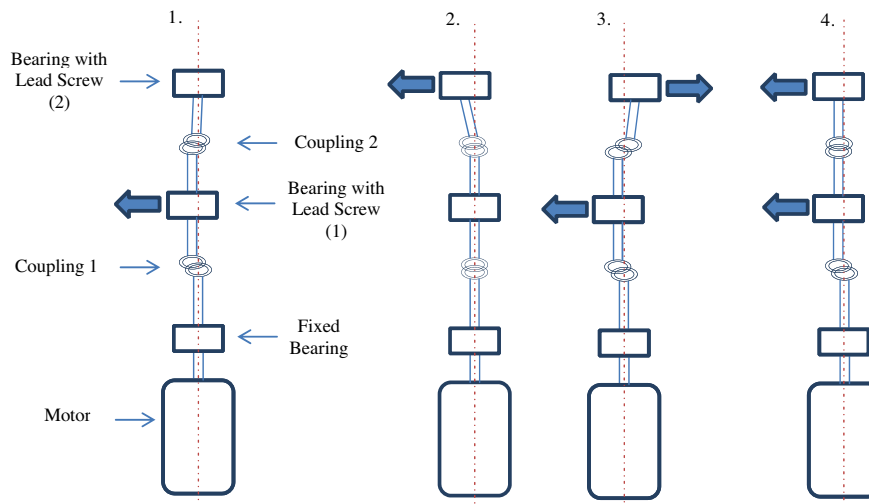 1.
2.
3.
4.
Bearing with
Lead Screw
(2)
Coupling 2
Bearing with
Lead Screw
(1)
Coupling 1
Fixed
Bearing
Motor